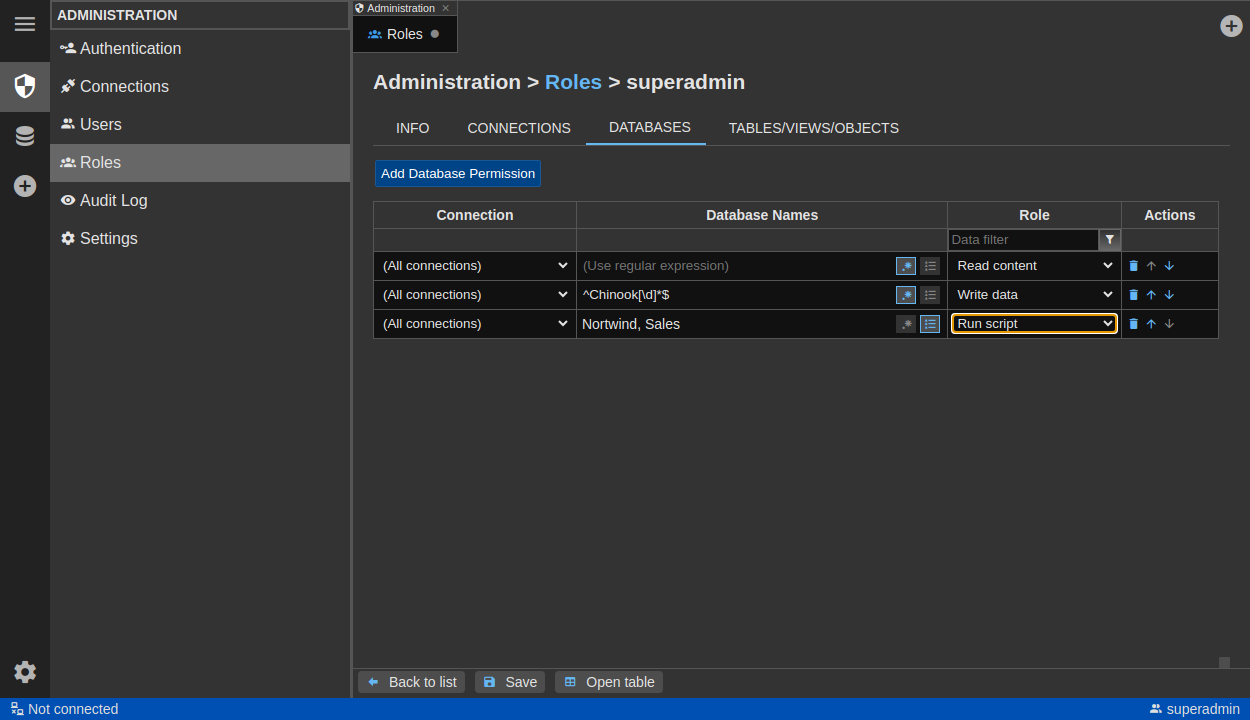 ADMINISTRATION
Authentication
Connections
Users
Roles
Audit Log
Settings
Administration
Roles
Administration > Roles > superadmin
INFO CONNECTIONS DATABASES TABLES/VIEWS/OBJECTS
Add Database Permission
Connection Database Names Role Actions
Data filter
(All connections) (Use regular expression) Read content
(All connections) ^Chinook[\d]*$ Write data
(All connections) Nortwind, Sales Run script
Back to list Save Open table
Not connected superadmin